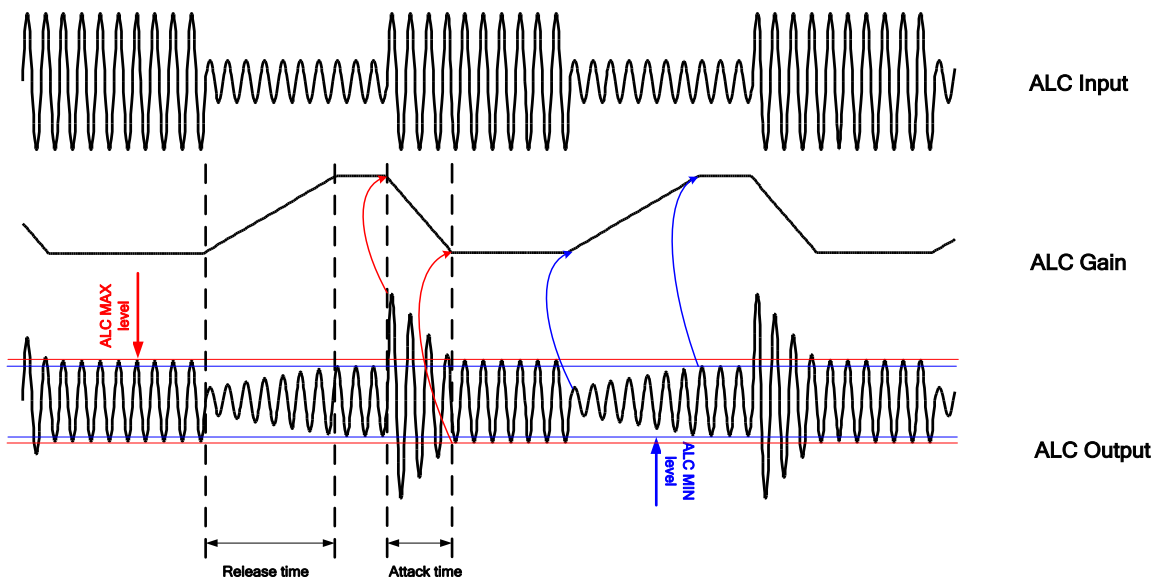 ALC Input
ALC Gain
ALC MAX
level
ALC MIN
level
ALC Output
Release time
Attack time